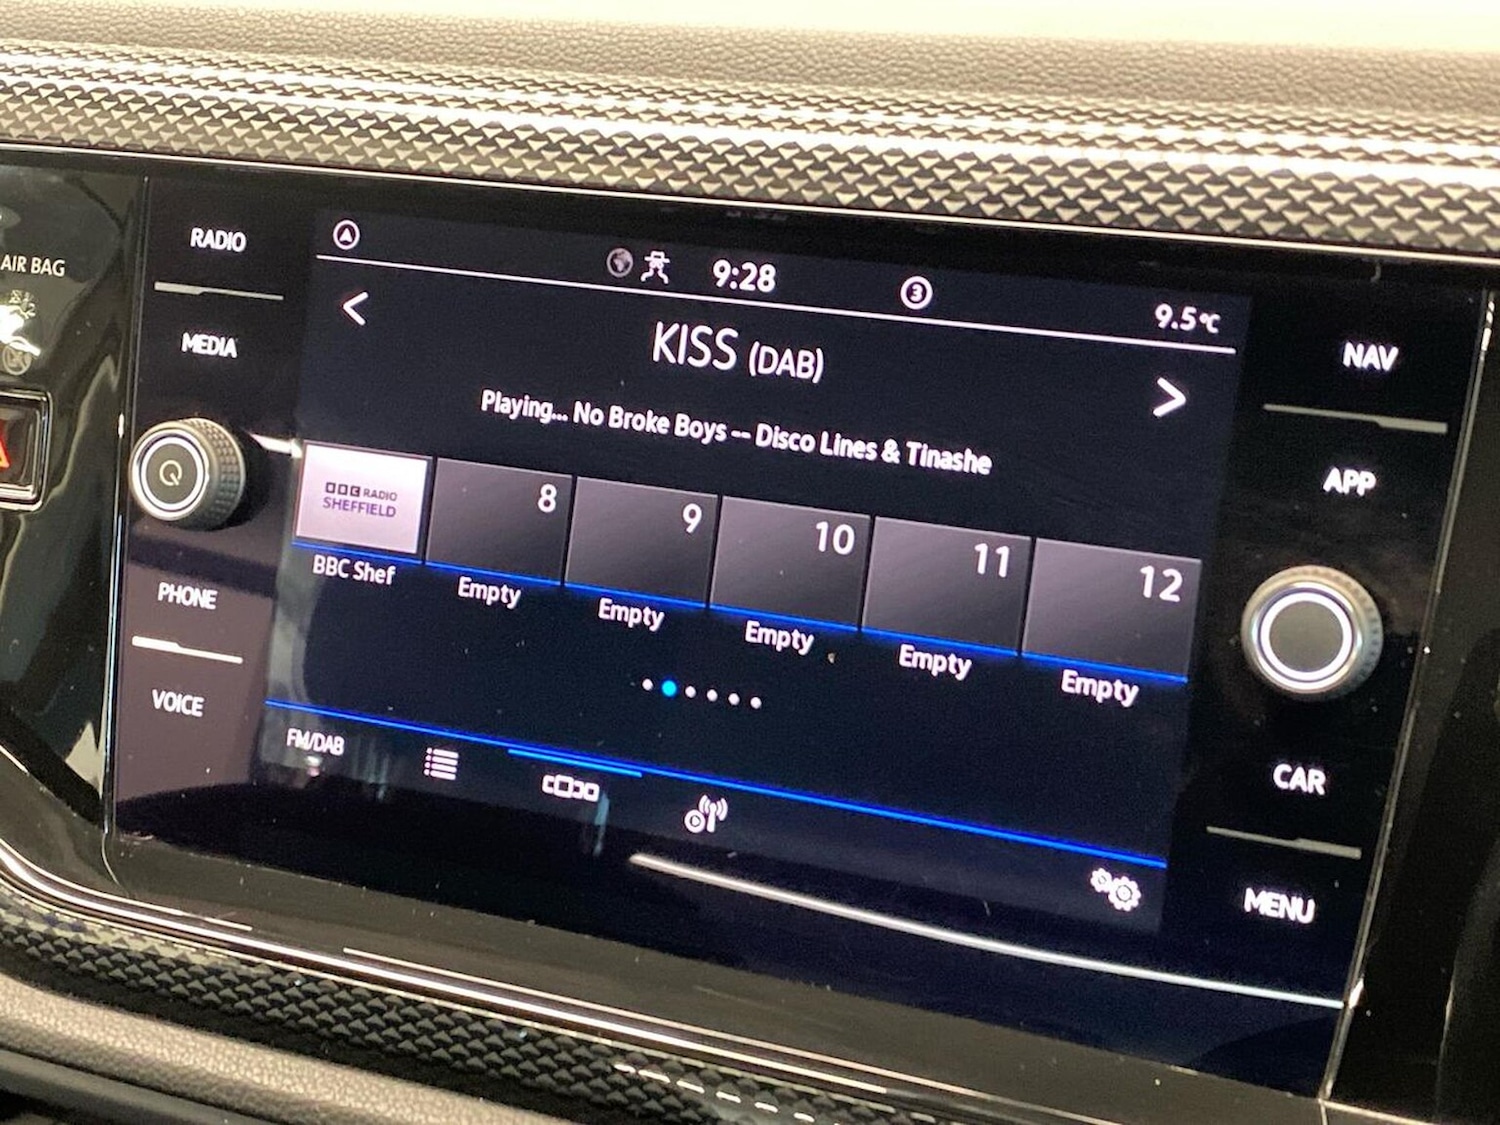 AIR BAG
RADIO
MEDIA
PHONE
VOICE
9:28
3
9.5°C
KISS (DAB)
Playing... No Broke Boys -- Disco Lines & Tinashe
BBC RADIO
SHEFFIELD
8
9
10
11
12
BBC Shef
Empty
Empty
Empty
Empty
Empty
FM/DAB
NAV
APP
CAR
MENU